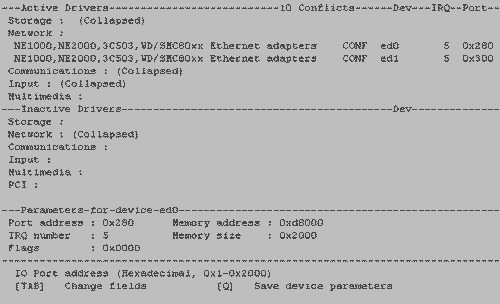 ---Active Drivers---------------------------IO Conflicts------Dev---IRQ--Port---
Storage : (Collapsed)
Network :
NE1000,NE2000,3C503,WD/SMC80xx Ethernet adapters CONF ed0 5 0x280
NE1000,NE2000,3C503,WD/SMC80xx Ethernet adapters CONF ed1 5 0x300
Communications : (Collapsed)
Input : (Collapsed)
Multimedia :
---Inactive Drivers-------------------------------------------Dev---------------
Storage :
Network : (Collapsed)
Communications :
Input :
Multimedia :
PCI :
---Parameters-for-device-ed0----------------------------------------------------
Port address : 0x280 Memory address : 0xd8000
IRQ number : 5 Memory size : 0x2000
Flags : 0x0000
--------------------------------------------------------------------------------
IO Port address (Hexadecimal, 0x1-0x2000)
[TAB] Change fields [Q] Save device parameters